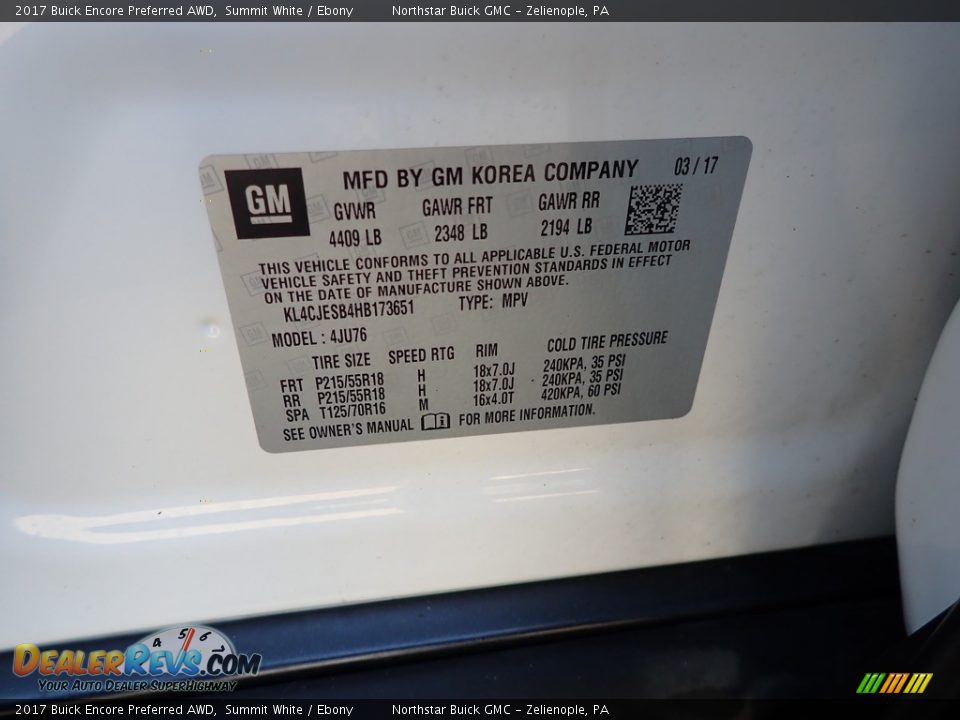 2017 Buick Encore Preferred AWD, Summit White / Ebony Northstar Buick GMC - Zelienople, PA
GM
MFD BY GM KOREA COMPANY 03 / 17
GVWR GAWR FRT GAWR RR
4409 LB 2348 LB 2194 LB
THIS VEHICLE CONFORMS TO ALL APPLICABLE U.S. FEDERAL MOTOR
VEHICLE SAFETY AND THEFT PREVENTION STANDARDS IN EFFECT
ON THE DATE OF MANUFACTURE SHOWN ABOVE.
KL4CJESB4HB173651 TYPE: MPV
MODEL : 4JU76
TIRE SIZE SPEED RTG RIM COLD TIRE PRESSURE
FRT P215/55R18 H 18x7.0J 240KPA, 35 PSI
RR P215/55R18 H 18x7.0J 240KPA, 35 PSI
SPA T125/70R16 M 16x4.0T 420KPA, 60 PSI
SEE OWNER'S MANUAL i FOR MORE INFORMATION.
4 5 6
DEALERREVS.COM
YOUR AUTO DEALER SUPERHIGHWAY
2017 Buick Encore Preferred AWD, Summit White / Ebony Northstar Buick GMC - Zelienople, PA